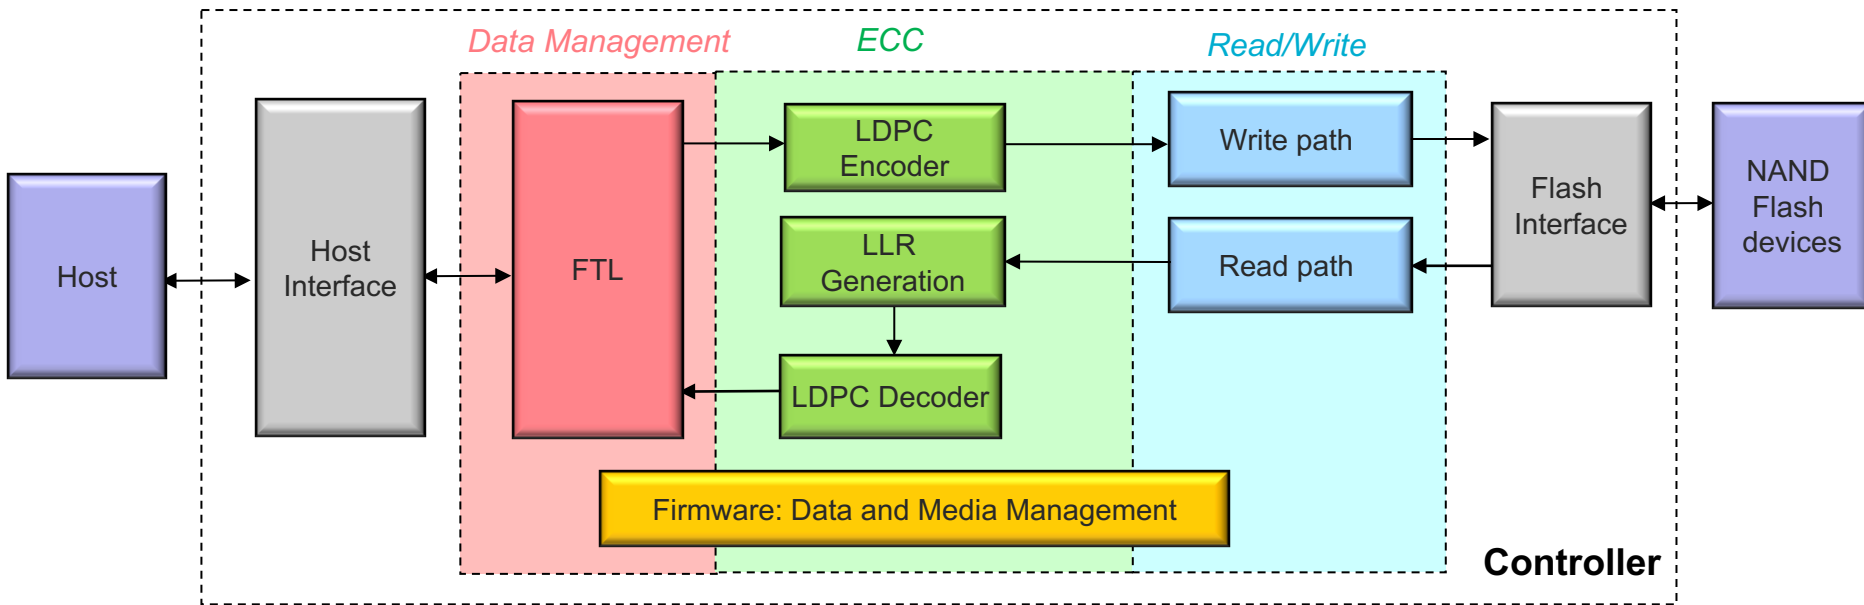 Data Management
ECC
Read/Write
Host
Host
Interface
FTL
LDPC
Encoder
LLR
Generation
LDPC Decoder
Write path
Read path
Flash
Interface
NAND
Flash
devices
Firmware: Data and Media Management
Controller